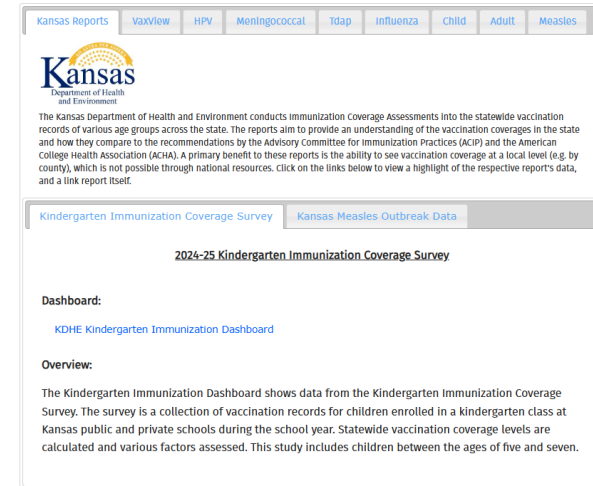 Kansas Reports VaxView HPV Meningococcal Tdap Influenza Child Adult Measles
Kansas
Department of Health
and Environment
The Kansas Department of Health and Environment conducts Immunization Coverage Assessments into the statewide vaccination
records of various age groups across the state. The reports aim to provide an understanding of the vaccination coverages in the state
and how they compare to the recommendations by the Advisory Committee for Immunization Practices (ACIP) and the American
College Health Association (ACHA). A primary benefit to these reports is the ability to see vaccination coverage at a local level (e.g. by
county), which is not possible through national resources. Click on the links below to view a highlight of the respective report's data,
and a link report itself.
Kindergarten Immunization Coverage Survey Kansas Measles Outbreak Data
2024-25 Kindergarten Immunization Coverage Survey
Dashboard:
KDHE Kindergarten Immunization Dashboard
Overview:
The Kindergarten Immunization Dashboard shows data from the Kindergarten Immunization Coverage
Survey. The survey is a collection of vaccination records for children enrolled in a kindergarten class at
Kansas public and private schools during the school year. Statewide vaccination coverage levels are
calculated and various factors assessed. This study includes children between the ages of five and seven.